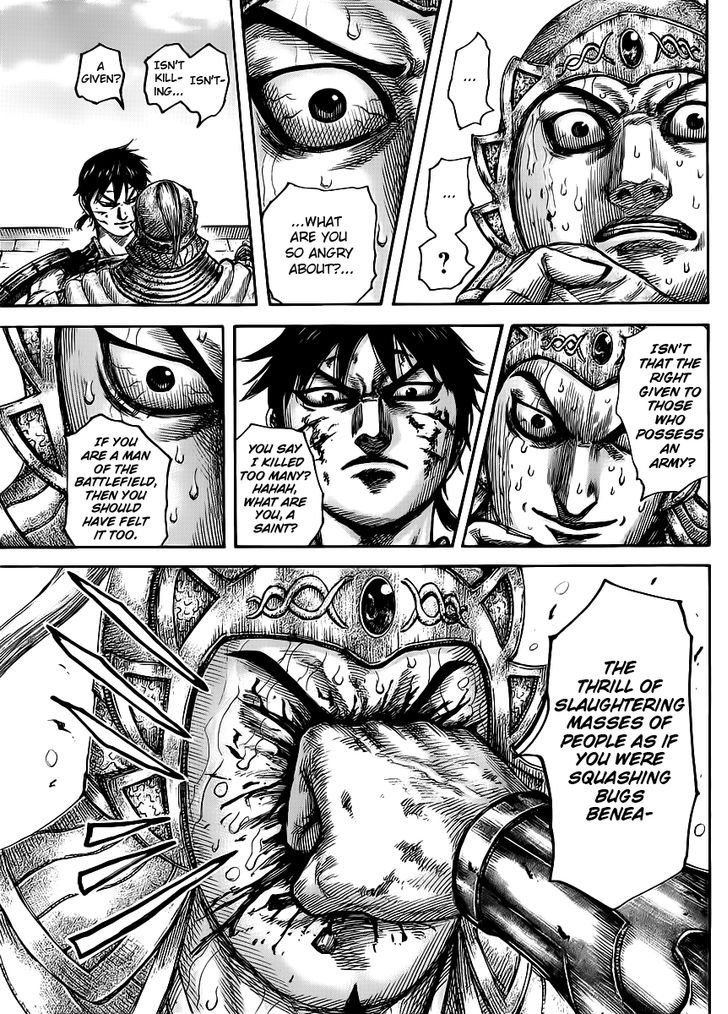 ...
...
?
...WHAT
ARE YOU
SO ANGRY
ABOUT?...
ISN'T-
ISN'T
KILL-
ING...
A
GIVEN?
ISN'T
THAT THE
RIGHT
GIVEN TO
THOSE
WHO
POSSESS
AN
ARMY?
YOU SAY
I KILLED
TOO MANY?
HAHAH,
WHAT ARE
YOU, A
SAINT?
IF YOU
ARE A MAN
OF THE
BATTLEFIELD,
THEN YOU
SHOULD
HAVE FELT
IT TOO.
THE
THRILL OF
SLAUGHTERING
MASSES OF
PEOPLE AS IF
YOU WERE
SQUASHING
BUGS
BENEA-